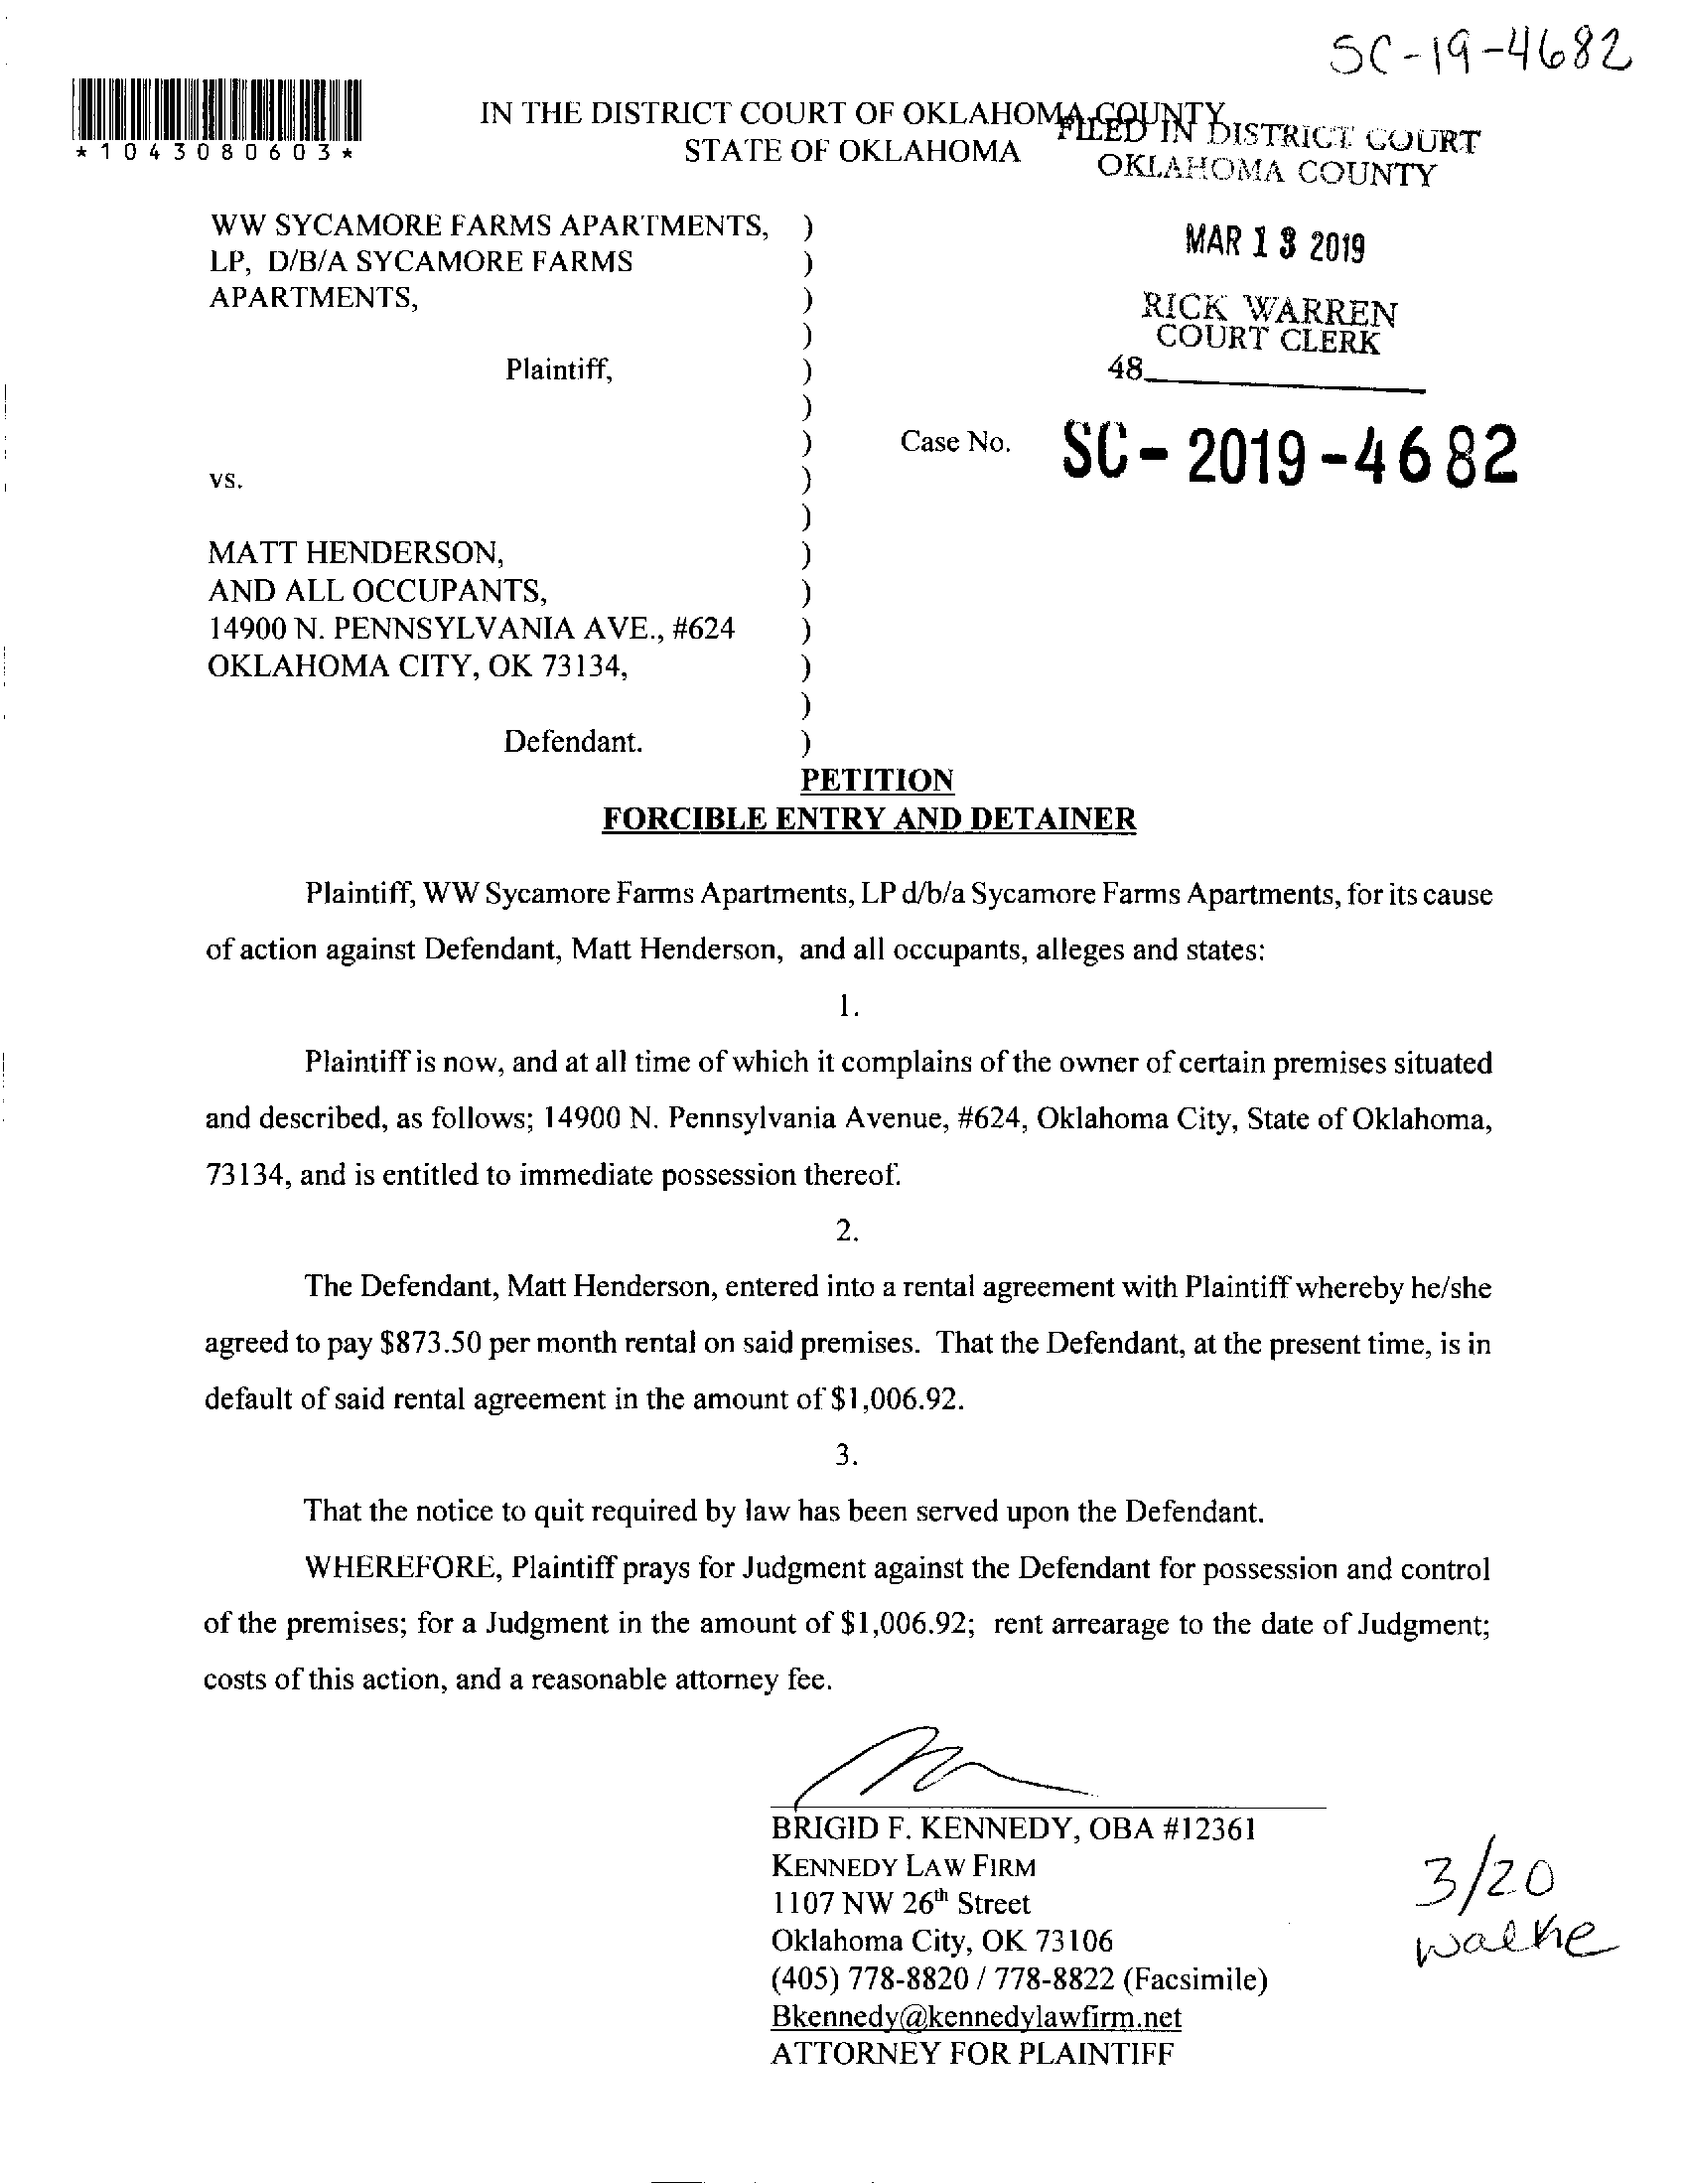 SC-19-4682
*1043080603*
IN THE DISTRICT COURT OF OKLAHOMA COUNTY
STATE OF OKLAHOMA
FILED IN DISTRICT COURT
OKLAHOMA COUNTY
MAR 13 2019
RICK WARREN
COURT CLERK
48
WW SYCAMORE FARMS APARTMENTS, )
LP, D/B/A SYCAMORE FARMS )
APARTMENTS, )
)
Plaintiff, )
)
) Case No. SC-2019-4682
vs. )
)
MATT HENDERSON, )
AND ALL OCCUPANTS, )
14900 N. PENNSYLVANIA AVE., #624 )
OKLAHOMA CITY, OK 73134, )
)
Defendant. )
PETITION
FORCIBLE ENTRY AND DETAINER
Plaintiff, WW Sycamore Farms Apartments, LP d/b/a Sycamore Farms Apartments, for its cause
of action against Defendant, Matt Henderson, and all occupants, alleges and states:
1.
Plaintiff is now, and at all time of which it complains of the owner of certain premises situated
and described, as follows; 14900 N. Pennsylvania Avenue, #624, Oklahoma City, State of Oklahoma,
73134, and is entitled to immediate possession thereof.
2.
The Defendant, Matt Henderson, entered into a rental agreement with Plaintiff whereby he/she
agreed to pay $873.50 per month rental on said premises. That the Defendant, at the present time, is in
default of said rental agreement in the amount of $1,006.92.
3.
That the notice to quit required by law has been served upon the Defendant.
WHEREFORE, Plaintiff prays for Judgment against the Defendant for possession and control
of the premises; for a Judgment in the amount of $1,006.92; rent arrearage to the date of Judgment;
costs of this action, and a reasonable attorney fee.
BRIGID F. KENNEDY, OBA #12361
KENNEDY LAW FIRM
1107 NW 26th Street
Oklahoma City, OK 73106
(405) 778-8820 / 778-8822 (Facsimile)
Bkennedy@kennedylawfirm.net
ATTORNEY FOR PLAINTIFF
3/20
walke